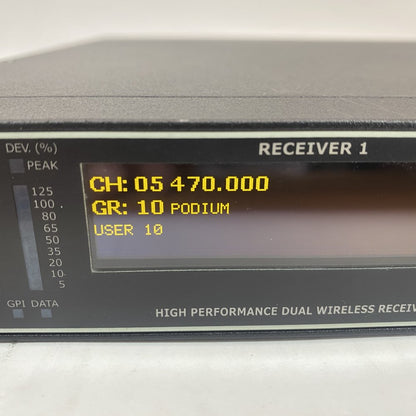 DEV. (%)
PEAK
RECEIVER 1
125
100
80
65
50
35
20
10
5
CH: 05 470.000
GR: 10 PODIUM
USER 10
GPI DATA
HIGH PERFORMANCE DUAL WIRELESS RECEIV